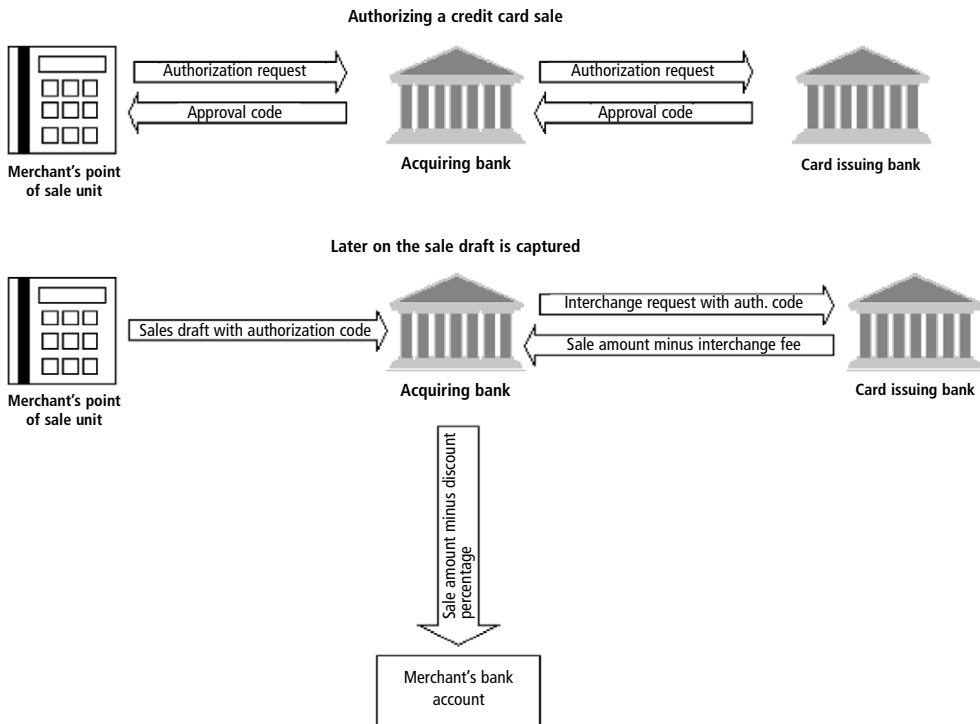 Authorizing a credit card sale
Authorization request
Authorization request
Approval code
Approval code
Merchant's point
of sale unit
Acquiring bank
Card issuing bank
Later on the sale draft is captured
Sales draft with authorization code
Interchange request with auth. code
Sale amount minus interchange fee
Merchant's point
of sale unit
Acquiring bank
Card issuing bank
Sale amount minus discount
percentage
Merchant's bank
account